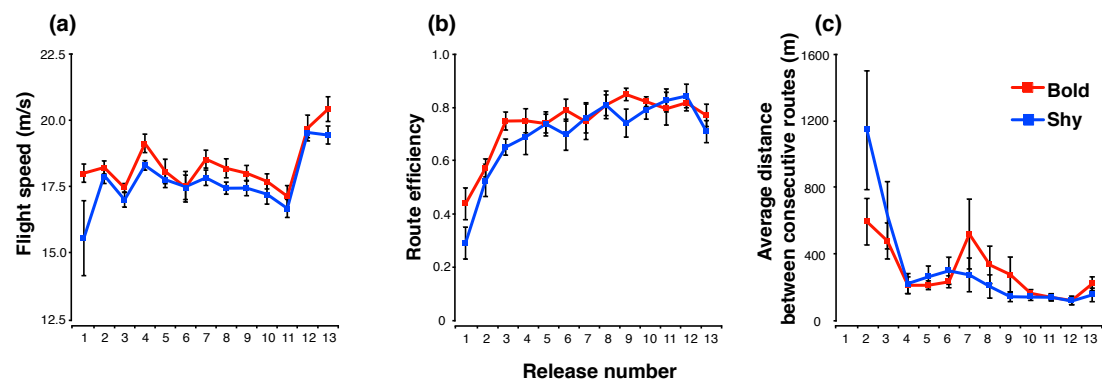 (a)
(b)
(c)
Flight speed (m/s)
22.5
20.0
17.5
15.0
12.5
1 2 3 4 5 6 7 8 9 10 11 12 13
Route efficiency
1.0
0.8
0.6
0.4
0.2
0
1 2 3 4 5 6 7 8 9 10 11 12 13
Release number
Average distance
between consecutive routes (m)
1600
1200
800
400
0
1 2 3 4 5 6 7 8 9 10 11 12 13
Bold
Shy